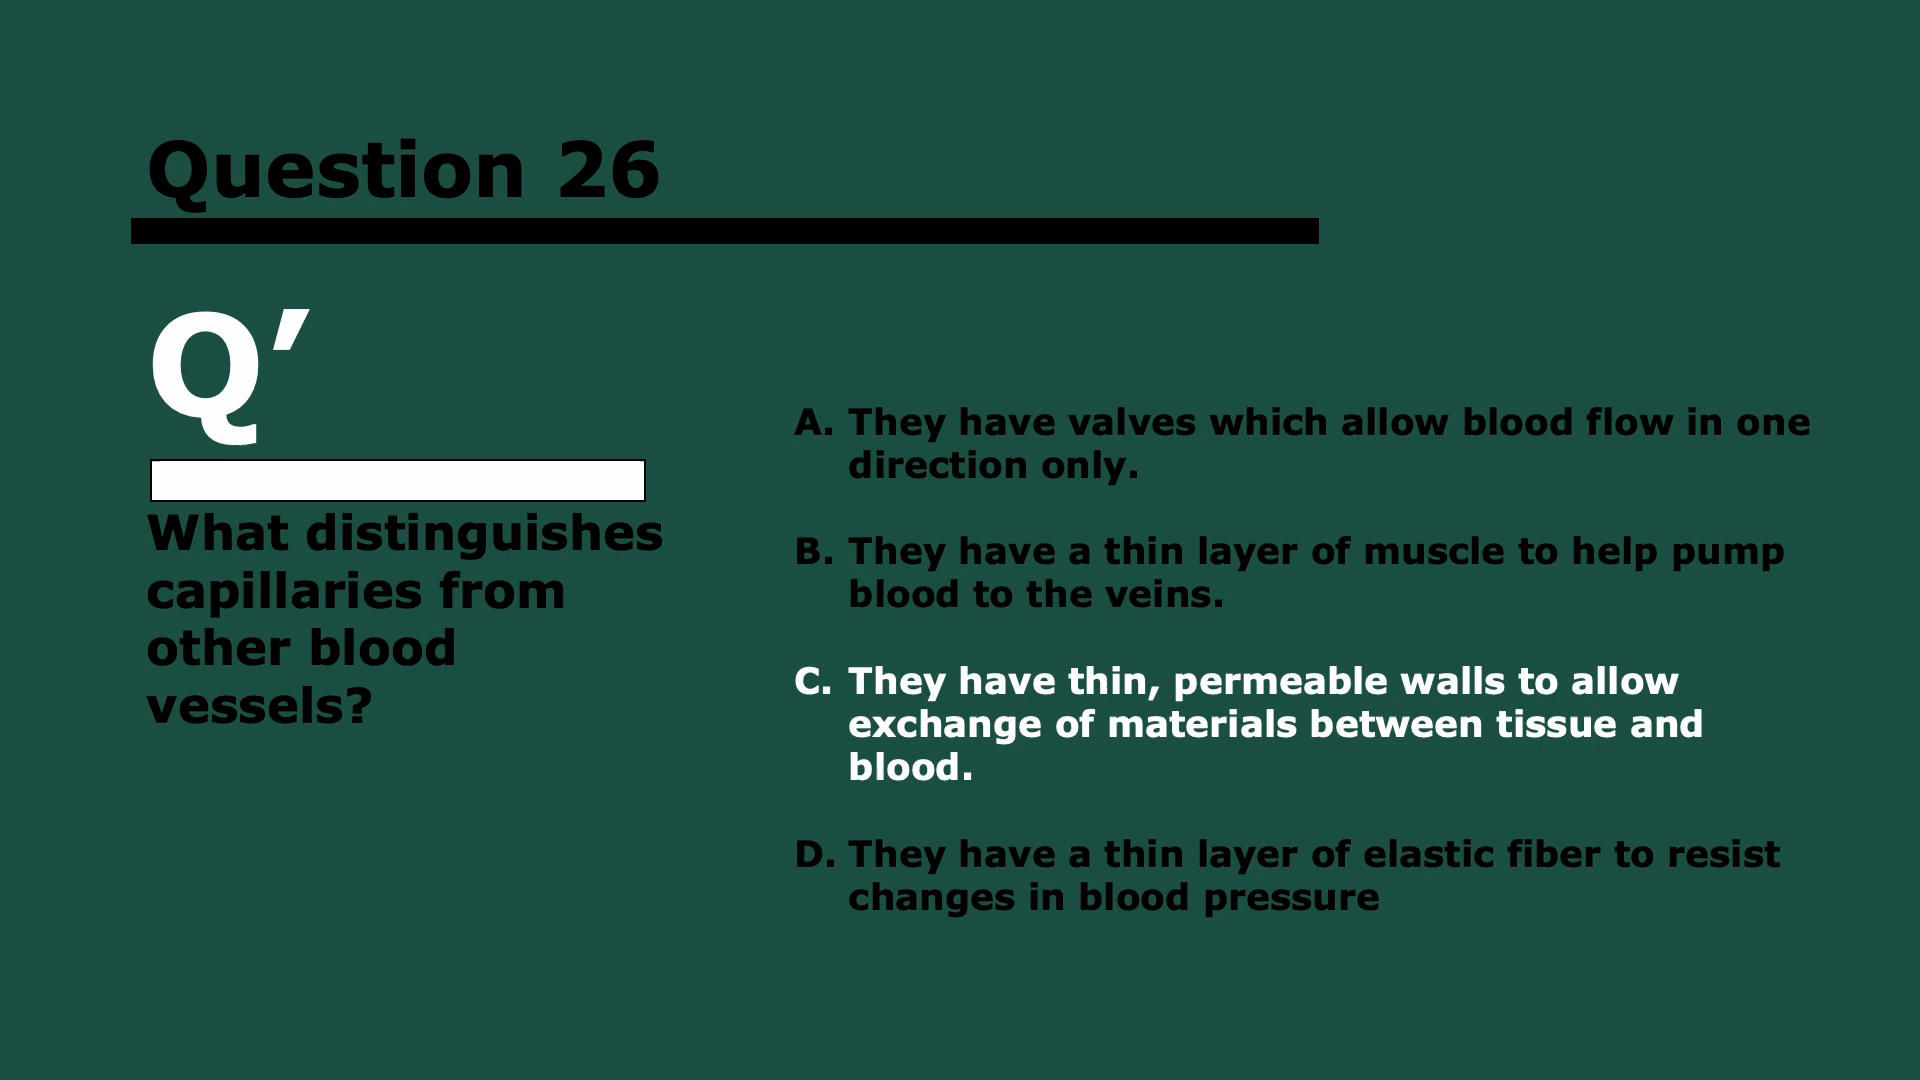 Question 26
Q’
What distinguishes
capillaries from
other blood
vessels?
A. They have valves which allow blood flow in one
direction only.
B. They have a thin layer of muscle to help pump
blood to the veins.
C. They have thin, permeable walls to allow
exchange of materials between tissue and
blood.
D. They have a thin layer of elastic fiber to resist
changes in blood pressure